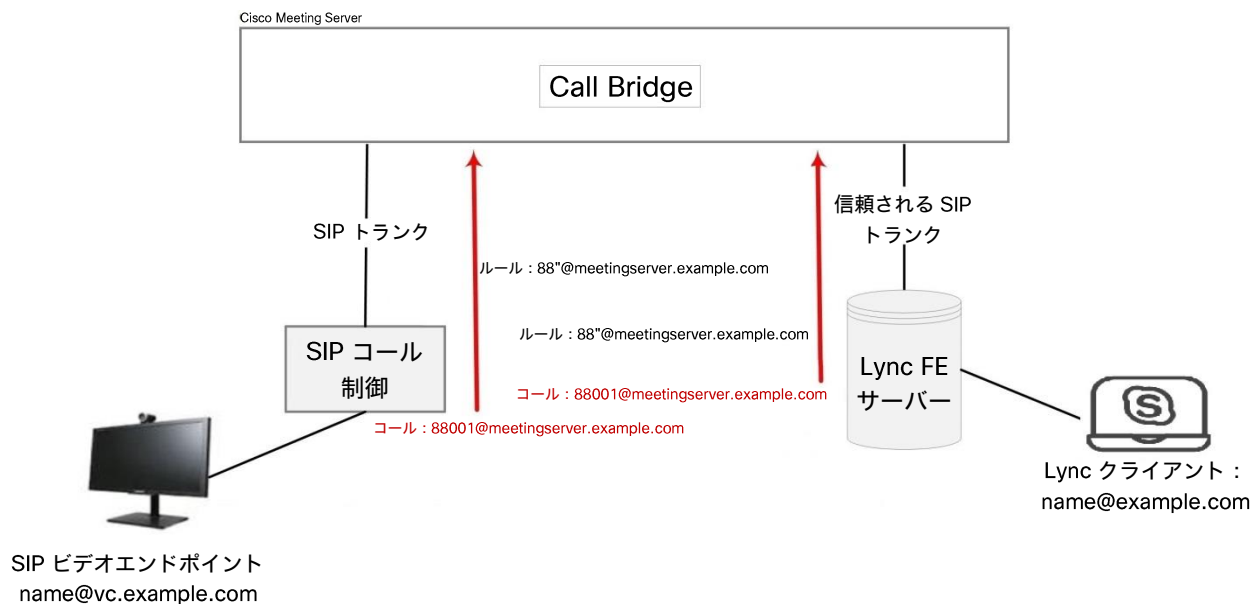 Cisco Meeting Server
Call Bridge
SIP トランク
信頼される SIP
トランク
ルール：88"@meetingserver.example.com
ルール：88"@meetingserver.example.com
SIP コール
制御
Lync FE
サーバー
コール：88001@meetingserver.example.com
コール：88001@meetingserver.example.com
S
Lync クライアント：
name@example.com
SIP ビデオエンドポイント
name@vc.example.com